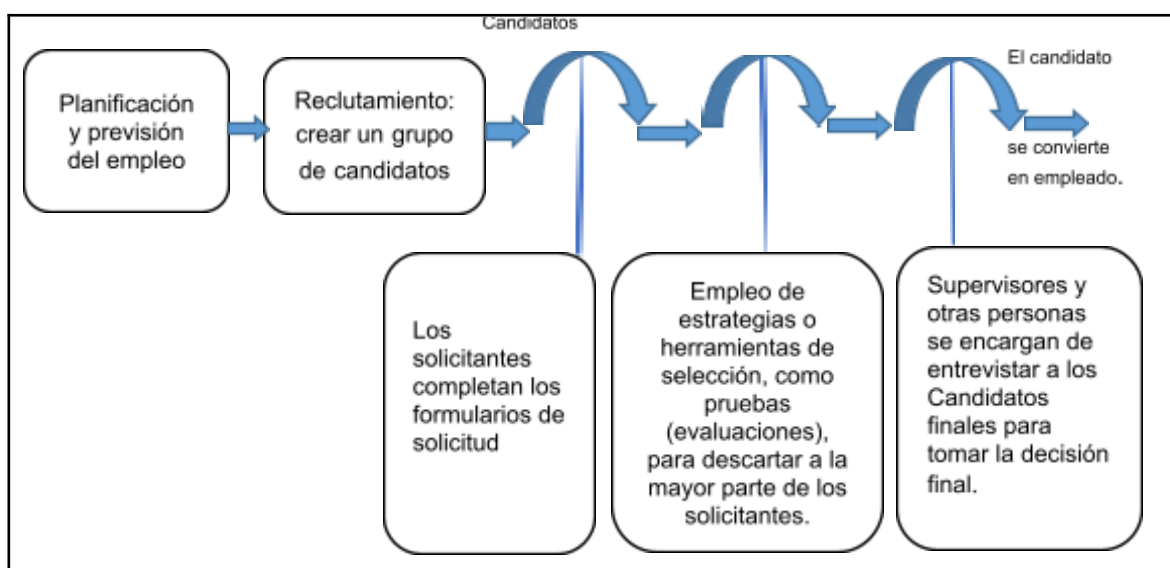 Candidatos
Planificación
y previsión
del empleo
Reclutamiento:
crear un grupo
de candidatos
El candidato
se convierte
en empleado.
Los
solicitantes
completan los
formularios de
solicitud
Empleo de
estrategias o
herramientas de
selección, como
pruebas
(evaluaciones),
para descartar a la
mayor parte de los
solicitantes.
Supervisores y
otras personas
se encargan de
entrevistar a los
Candidatos
finales para
tomar la decisión
final.